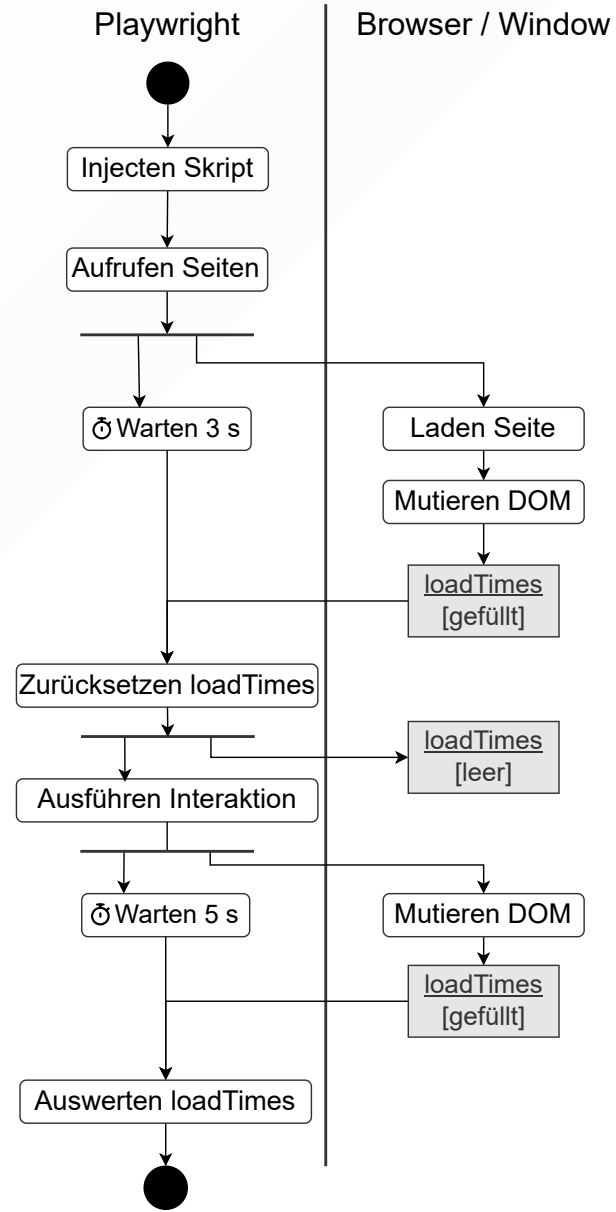 Playwright
Browser / Window
Injecten Skript
Aufrufen Seiten
Warten 3 s
Laden Seite
Mutieren DOM
loadTimes
[gefüllt]
Zurücksetzen loadTimes
loadTimes
[leer]
Ausführen Interaktion
Warten 5 s
Mutieren DOM
loadTimes
[gefüllt]
Auswerten loadTimes